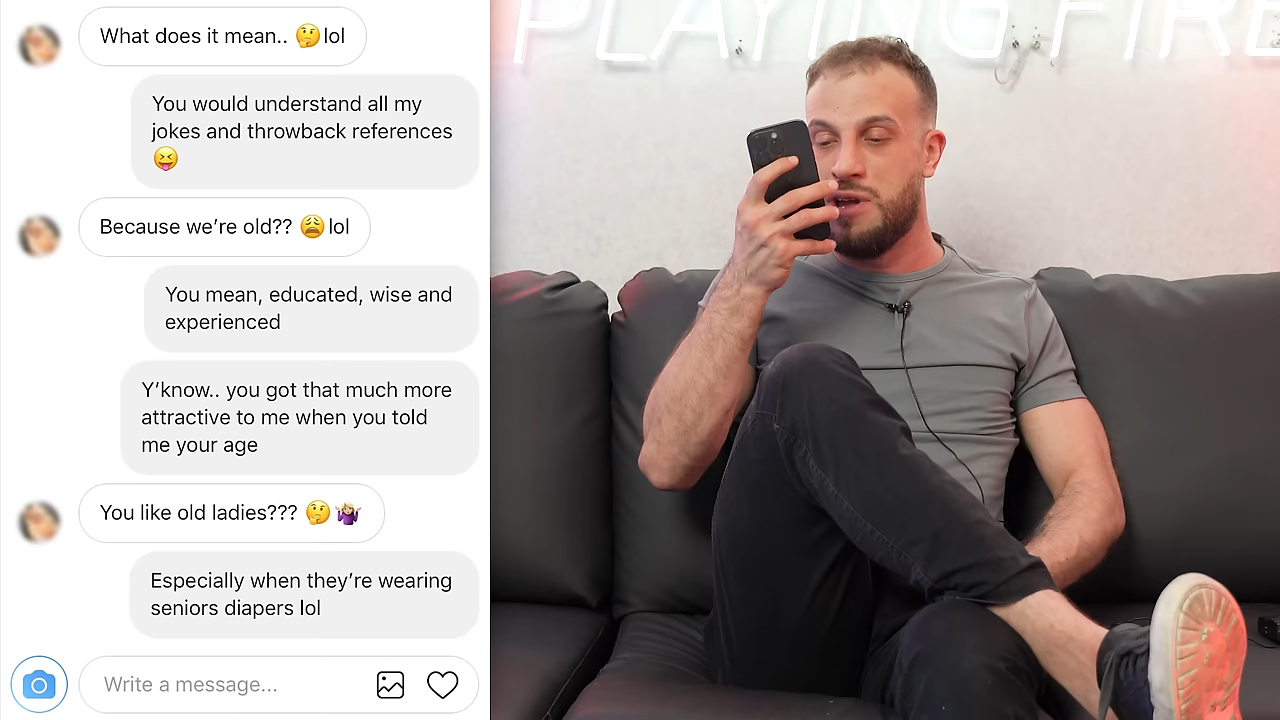 What does it mean.. 🤔 lol
You would understand all my
jokes and throwback references
😝
Because we’re old?? 😩 lol
You mean, educated, wise and
experienced
Y’know.. you got that much more
attractive to me when you told
me your age
You like old ladies??? 🤔 🤷🏼‍♀️
Especially when they’re wearing
seniors diapers lol
Write a message...
PLAYING FIRE